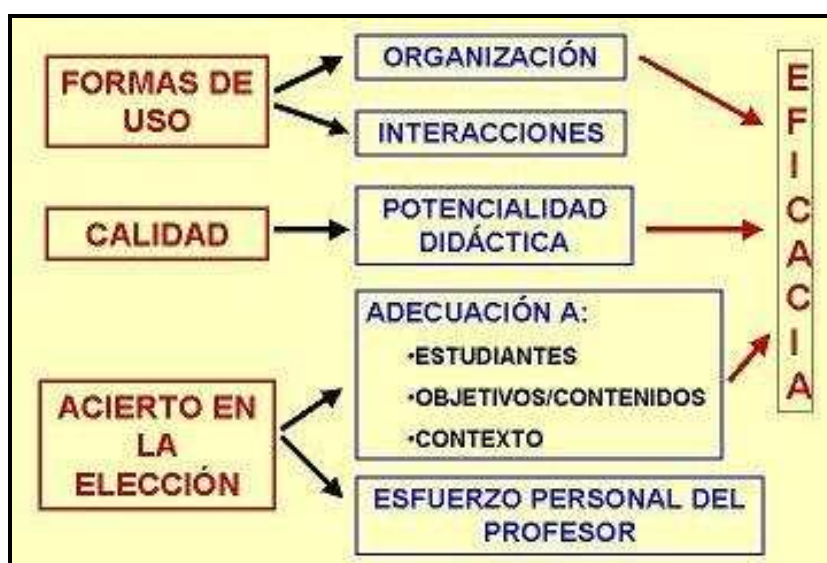 FORMAS DE
USO
ORGANIZACIÓN
INTERACCIONES
CALIDAD
POTENCIALIDAD
DIDÁCTICA
ACIERTO EN
LA
ELECCIÓN
ADECUACIÓN A:
•ESTUDIANTES
•OBJETIVOS/CONTENIDOS
•CONTEXTO
ESFUERZO PERSONAL DEL
PROFESOR
E
F
I
C
A
C
I
A